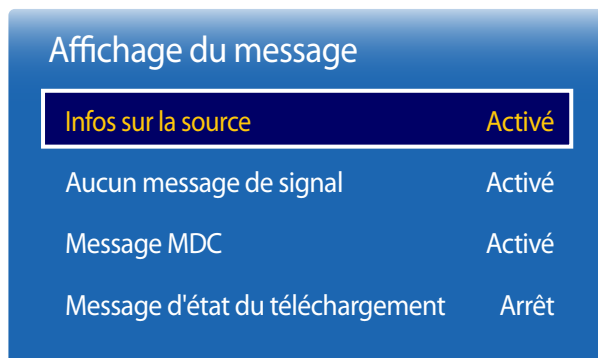 Affichage du message
Infos sur la source Activé
Aucun message de signal Activé
Message MDC Activé
Message d'état du téléchargement Arrêt